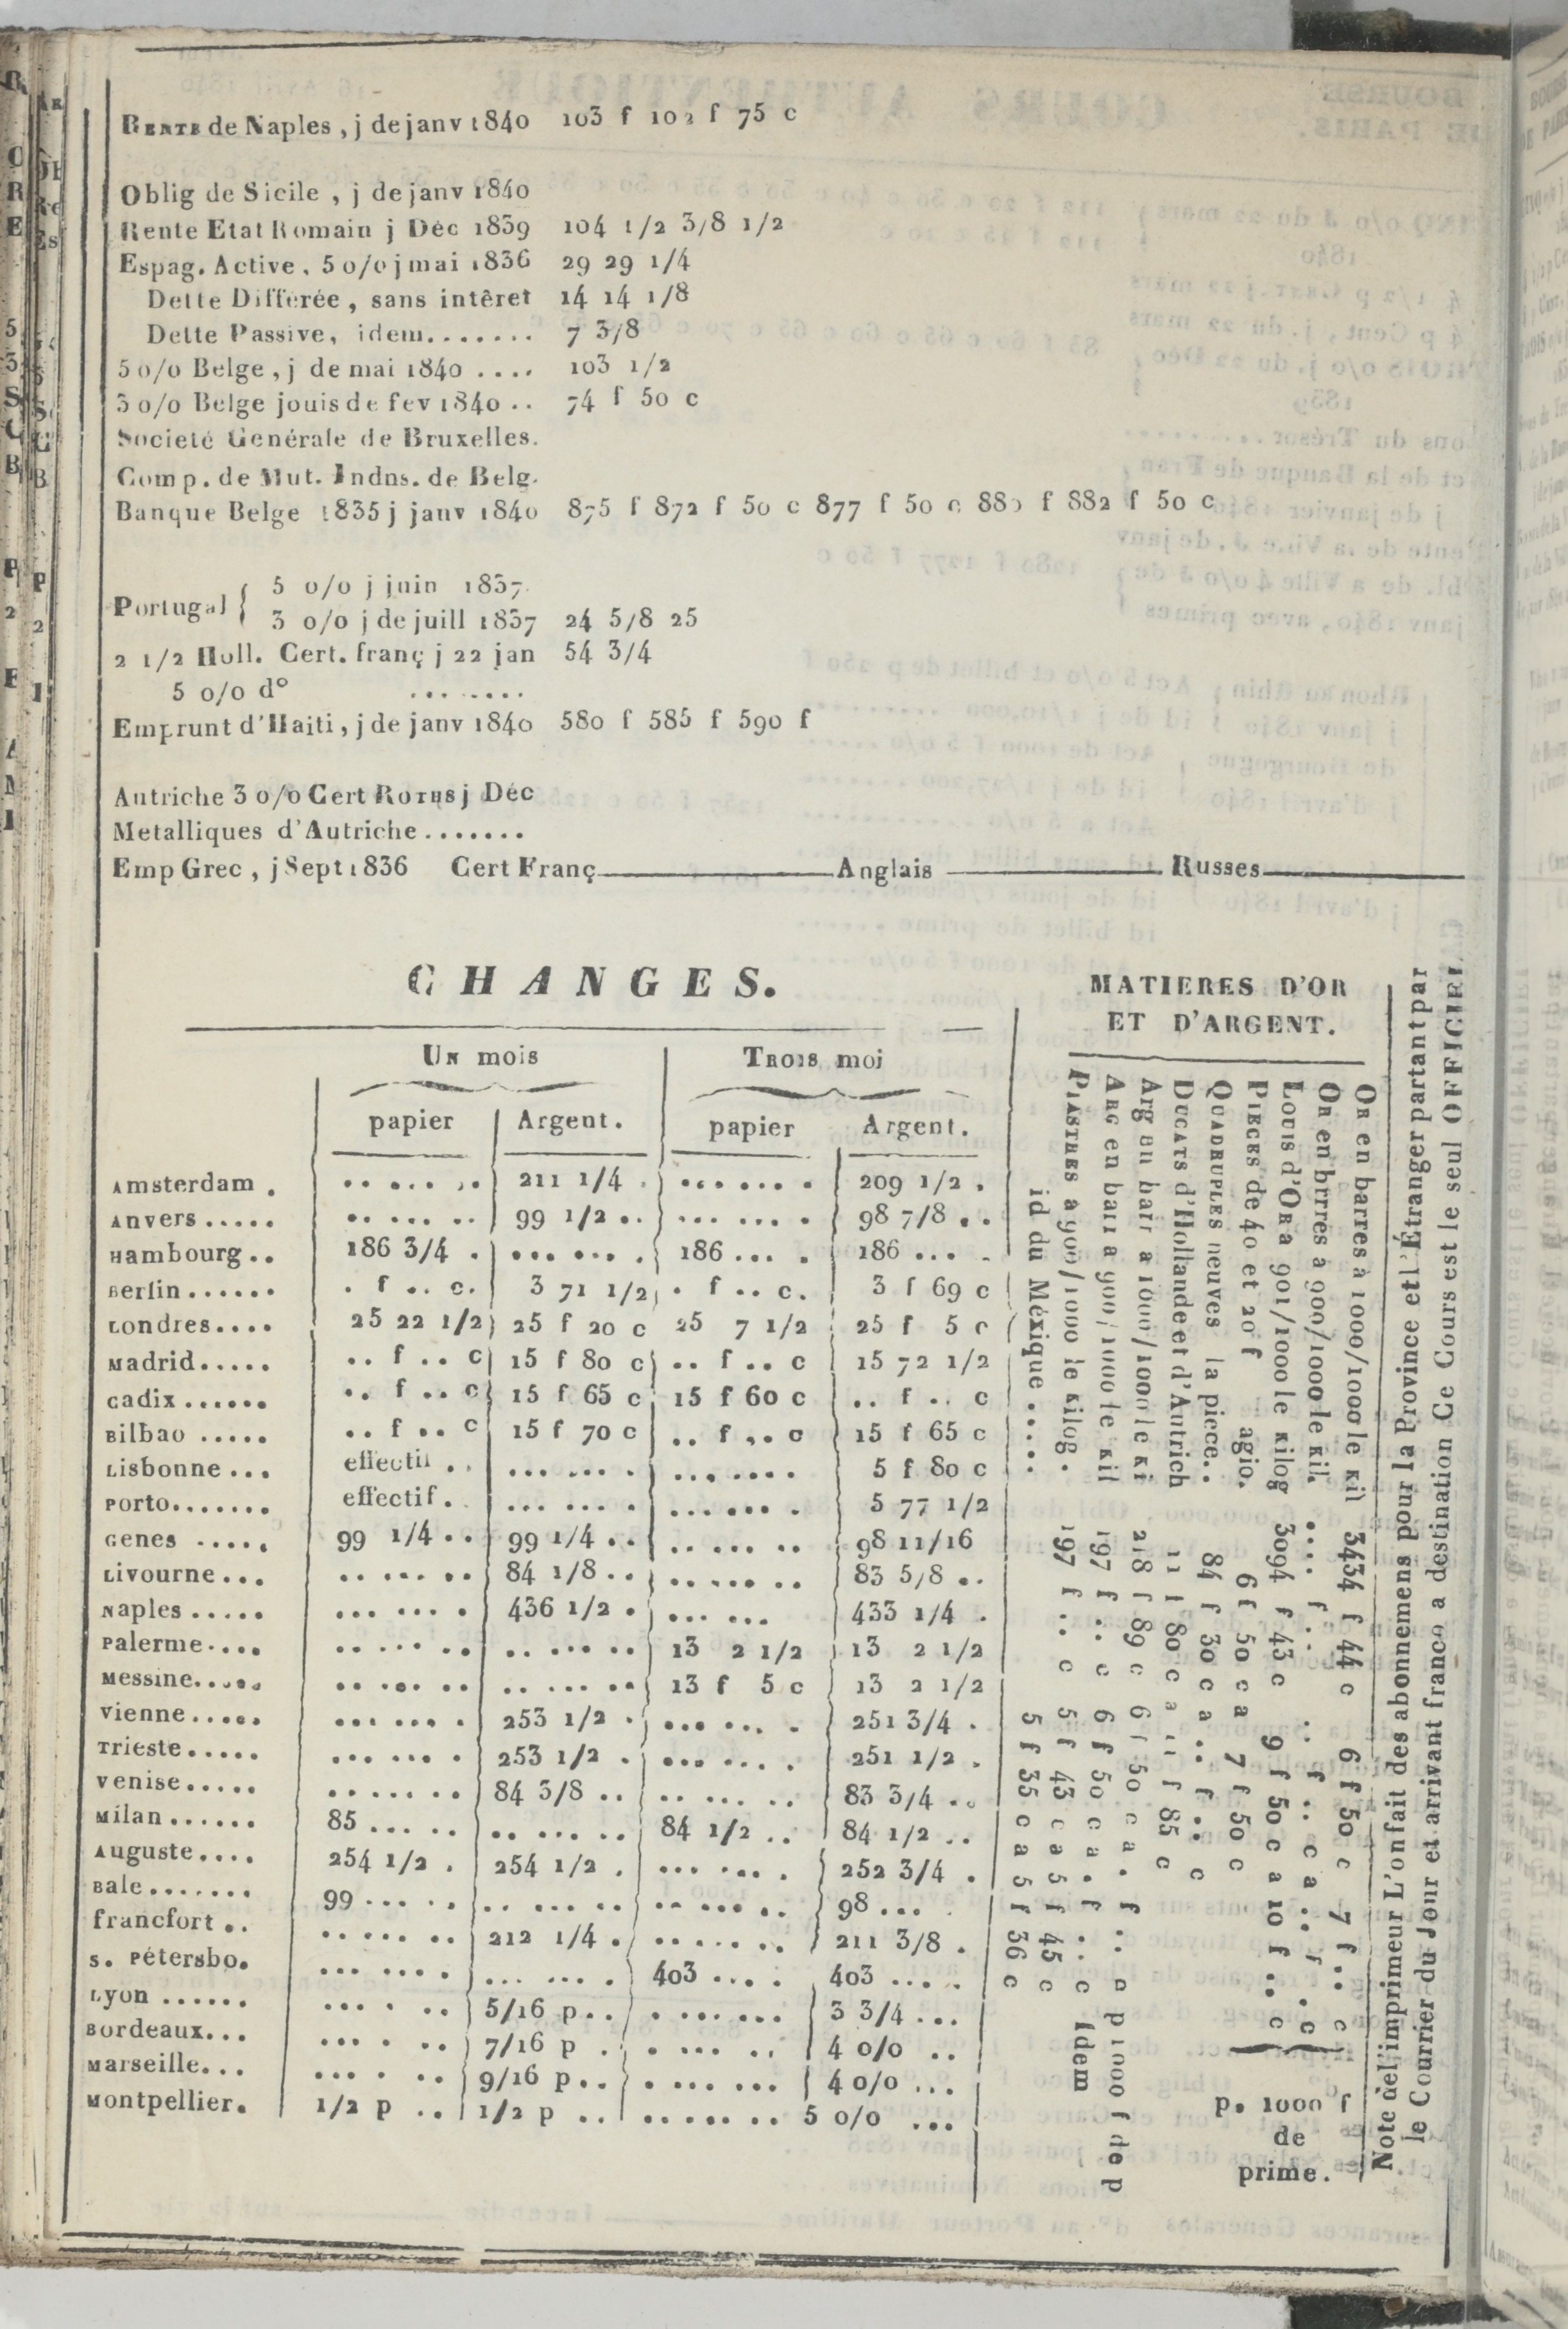 RENTE de Naples , j de janv 1840 103 f 102 f 75 c
Oblig de Sicile , j de janv 1840
Rente Etat Romain j Déc 1839 104 1/2 3/8 1/2
Espag. Active , 5 o/o j mai 1836 29 29 1/4
Dette Différée , sans intêret 14 14 1/8
Dette Passive, idem....... 7 3/8
5 o/o Belge , j de mai 1840 .... 103 1/2
3 o/o Belge jouis de fev 1840 .. 74 f 50 c
Societé Genérale de Bruxelles.
Comp. de Mut. Indns. de Belg.
Banque Belge 1835 j janv 1840 875 f 872 f 50 c 877 f 50 c 880 f 882 f 50 c
Portugal { 5 o/o j juin 1837
3 o/o j de juill 1837 24 5/8 25
2 1/2 Holl. Cert. franç j 22 jan 54 3/4
5 o/o d° ........
Emprunt d'Haiti, j de janv 1840 580 f 585 f 590 f
Autriche 3 o/o Cert ROTHS j Déc
Metalliques d'Autriche.......
Emp Grec , j Sept 1836 Cert Franç Anglais Russes
CHANGES.
UN mois TROIS moi
papier Argent. papier Argent.
Amsterdam . .. ... .. 211 1/4 . ... ... . 209 1/2 .
Anvers ..... .. ... .. 99 1/2 .. ... ... . 98 7/8 . .
Hambourg .. 186 3/4 . ... ... . 186 ... . 186 ... .
Berlin ...... . f .. c. 3 71 1/2 . f .. c. 3 f 69 c
Londres.... 25 22 1/2 25 f 20 c 25 7 1/2 25 f 5 c
Madrid..... .. f .. c 15 f 80 c .. f .. c 15 72 1/2
Cadix ...... .. f .. c 15 f 65 c 15 f 60 c .. f .. c
Bilbao ..... .. f .. c 15 f 70 c .. f .. c 15 f 65 c
Lisbonne ... effectif .. ... ... . ... .... 5 f 80 c
Porto....... effectif.. ... ... . ... ... . 5 77 1/2
Genes ..... 99 1/4 .. 99 1/4 .. .. ... .. 98 11/16
Livourne ... .. ... .. 84 1/8 .. .. ... .. 83 5/8 ..
Naples ..... ... ... . 436 1/2 . ... ... 433 1/4 .
Palerme.... .. ... .. .. ... .. 13 2 1/2 13 2 1/2
Messine..... .. ... .. .. ... .. 13 f 5 c 13 2 1/2
Vienne ..... ... ... . 253 1/2 . ... ... . 251 3/4 .
Trieste ..... ... ... . 253 1/2 . ... ... . 251 1/2 .
Venise ..... .. ... .. 84 3/8 .. .. ... .. 83 3/4 ..
Milan ...... 85 ... .. .. ... .. 84 1/2 .. 84 1/2 ..
Auguste.... 254 1/2 . 254 1/2 . ... ... . 252 3/4 .
Bale ....... 99 ... .. .. ... .. .. ... .. 98 ... .
Francfort .. .. ... .. 212 1/4 . .. ... .. 211 3/8 .
S. Pétersbo. ... ... . ... ... . 403 ... . 403 ... .
Lyon ...... ... . .. 5/16 p.. . ... ... 3 3/4 ...
Bordeaux... ... . .. 7/16 p . . ... .. 4 o/o ..
Marseille... ... . .. 9/16 p.. . ... ... 4 o/o ...
Montpellier. 1/2 p .. 1/2 p .. .. ... .. 5 o/o ...
MATIERES D'OR
ET D'ARGENT.
OR en barres à 1000/1000 le Kil 3434 f 44 c 6 f 50 c 7 f .. c
OR en brrres a 900/1000 le Kil. .... f .. .. f .. c a .. f .. c
LOUIS d'OR a 901/1000 le Kilog 3094 f 43 c 9 f 50 c a 10 f .. c
p. 1000 f
de
prime.
PIECES de 40 et 20 f agio. 6 f 50 c a 7 f 50 c
QUADRUPLES neuves la piece.. 84 f 30 c a .. f .. c
DUCATS d'Hollande et d'Autrich 11 f 80 c a 11 f 85 c
Arg en barr a 1000/1000 le Ki 218 f 89 c 6 f 50 c a . f .. c p 1000 f de p
ARG en barr a 900/1000 le Kil 197 f .. c 6 f 50 c a . f .. c Idem
PIASTRES a 900/1000 le Kilog. 197 f .. c 5 f 43 c a 5 f 45 c
id du Méxique ..... 5 f 35 c a 5 f 36 c
Note de l'imprimeur L'on fait des abonnemens pour la Province et l'Étranger partant par
le Courrier du Jour et arrivant franco a destination Ce Cours est le seul OFFICIEL